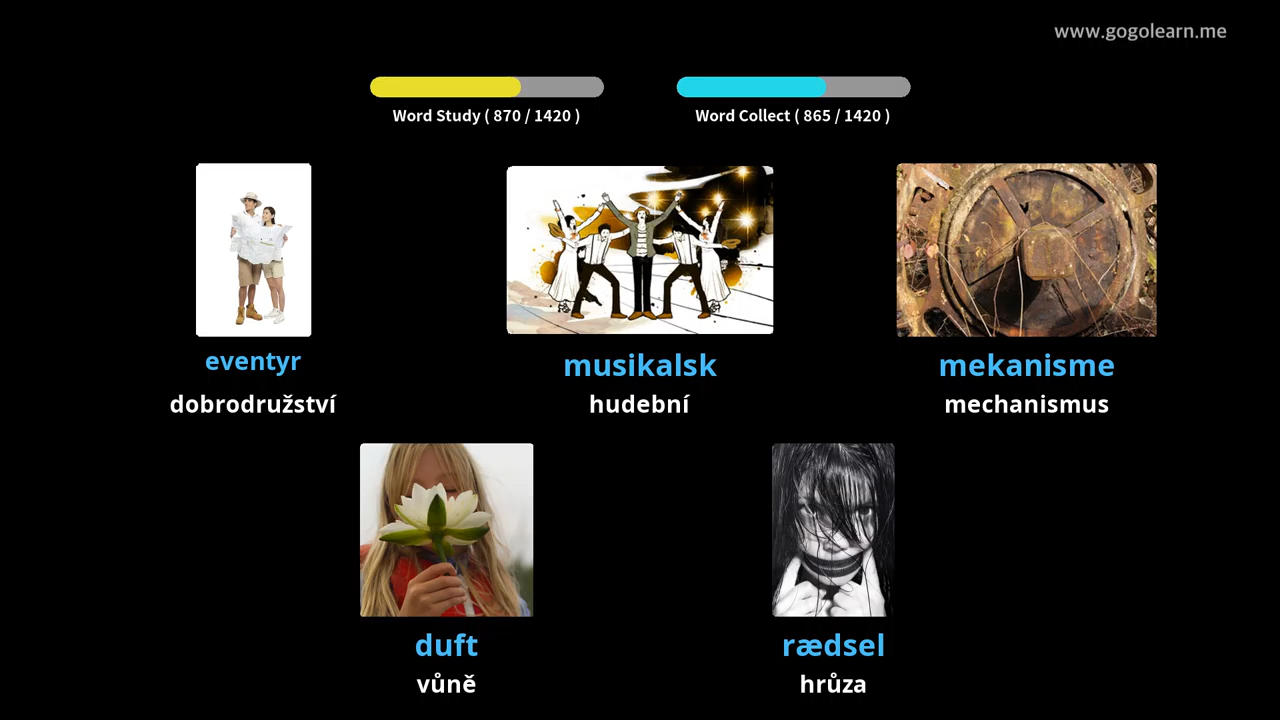 www.gogolearn.me
Word Study ( 870 / 1420 )
Word Collect ( 865 / 1420 )
eventyr
dobrodružství
musikalsk
hudební
mekanisme
mechanismus
duft
vůně
rædsel
hrůza